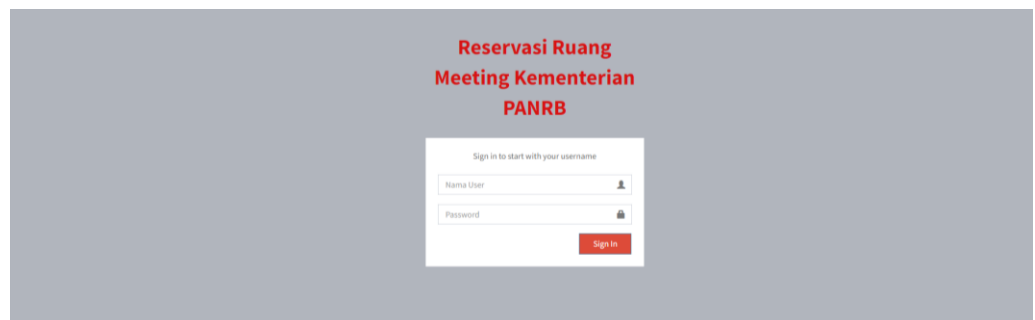 Reservasi Ruang
Meeting Kementerian
PANRB
Sign in to start with your username
Nama User
Password
Sign In